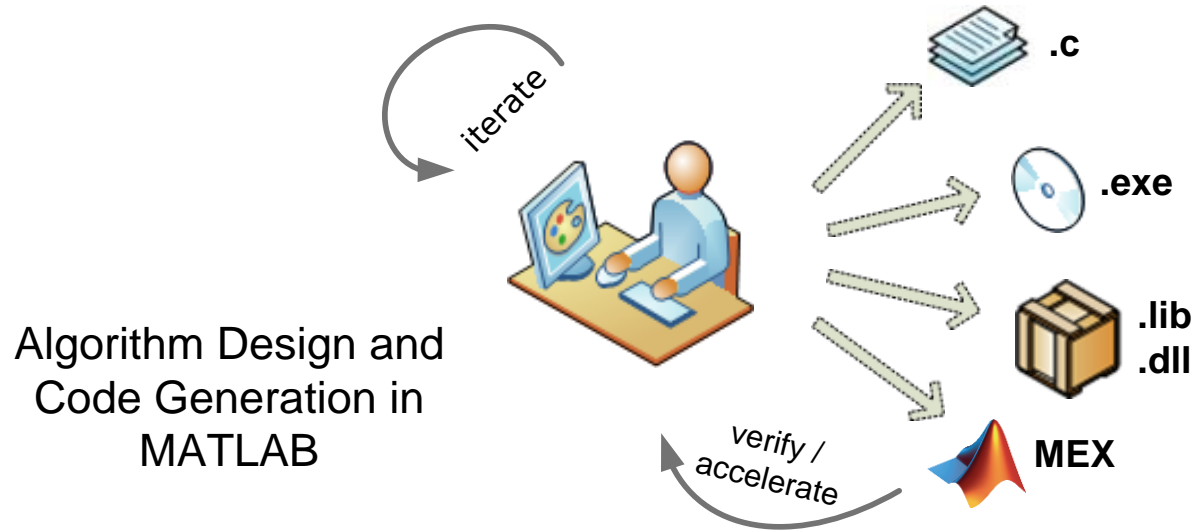 iterate
.c
.exe
.lib
.dll
Algorithm Design and
Code Generation in
MATLAB
verify /
accelerate
MEX